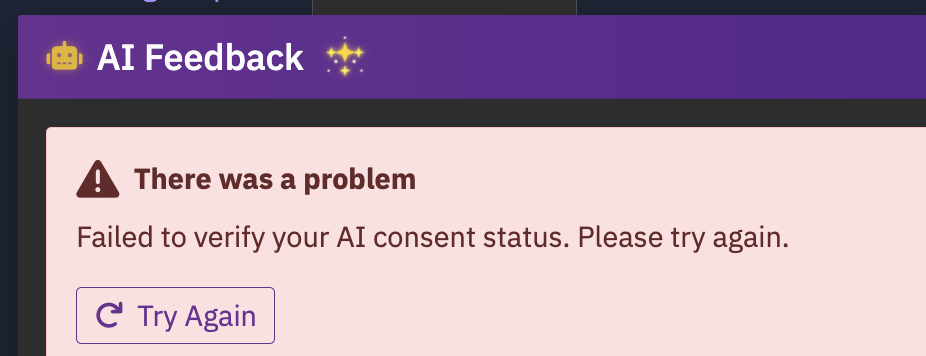 AI Feedback
There was a problem
Failed to verify your AI consent status. Please try again.
Try Again